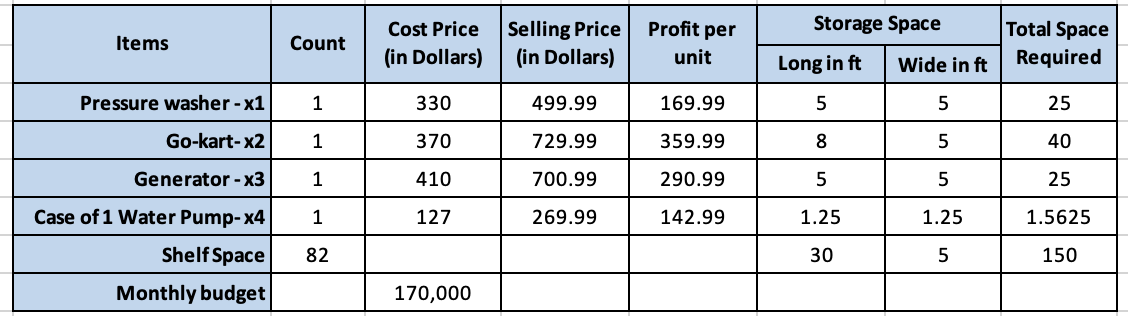 Items Count Cost Price (in Dollars) Selling Price (in Dollars) Profit per unit Storage Space Total Space Required
Long in ft Wide in ft
Pressure washer - x1 1 330 499.99 169.99 5 5 25
Go-kart- x2 1 370 729.99 359.99 8 5 40
Generator - x3 1 410 700.99 290.99 5 5 25
Case of 1 Water Pump- x4 1 127 269.99 142.99 1.25 1.25 1.5625
Shelf Space 82 30 5 150
Monthly budget 170,000